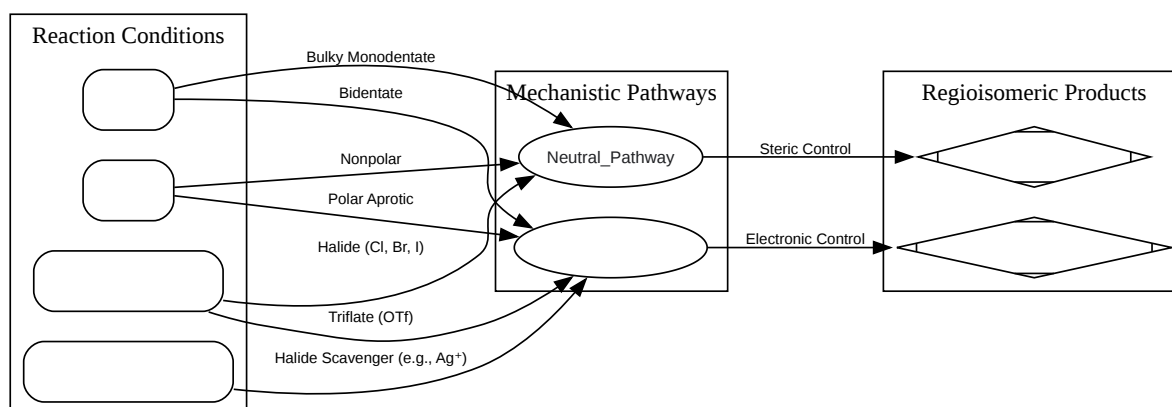 Reaction Conditions
Bulky Monodentate
Bidentate
Nonpolar
Polar Aprotic
Halide (Cl, Br, I)
Triflate (OTf)
Halide Scavenger (e.g., Ag⁺)
Mechanistic Pathways
Neutral_Pathway
Steric Control
Electronic Control
Regioisomeric Products